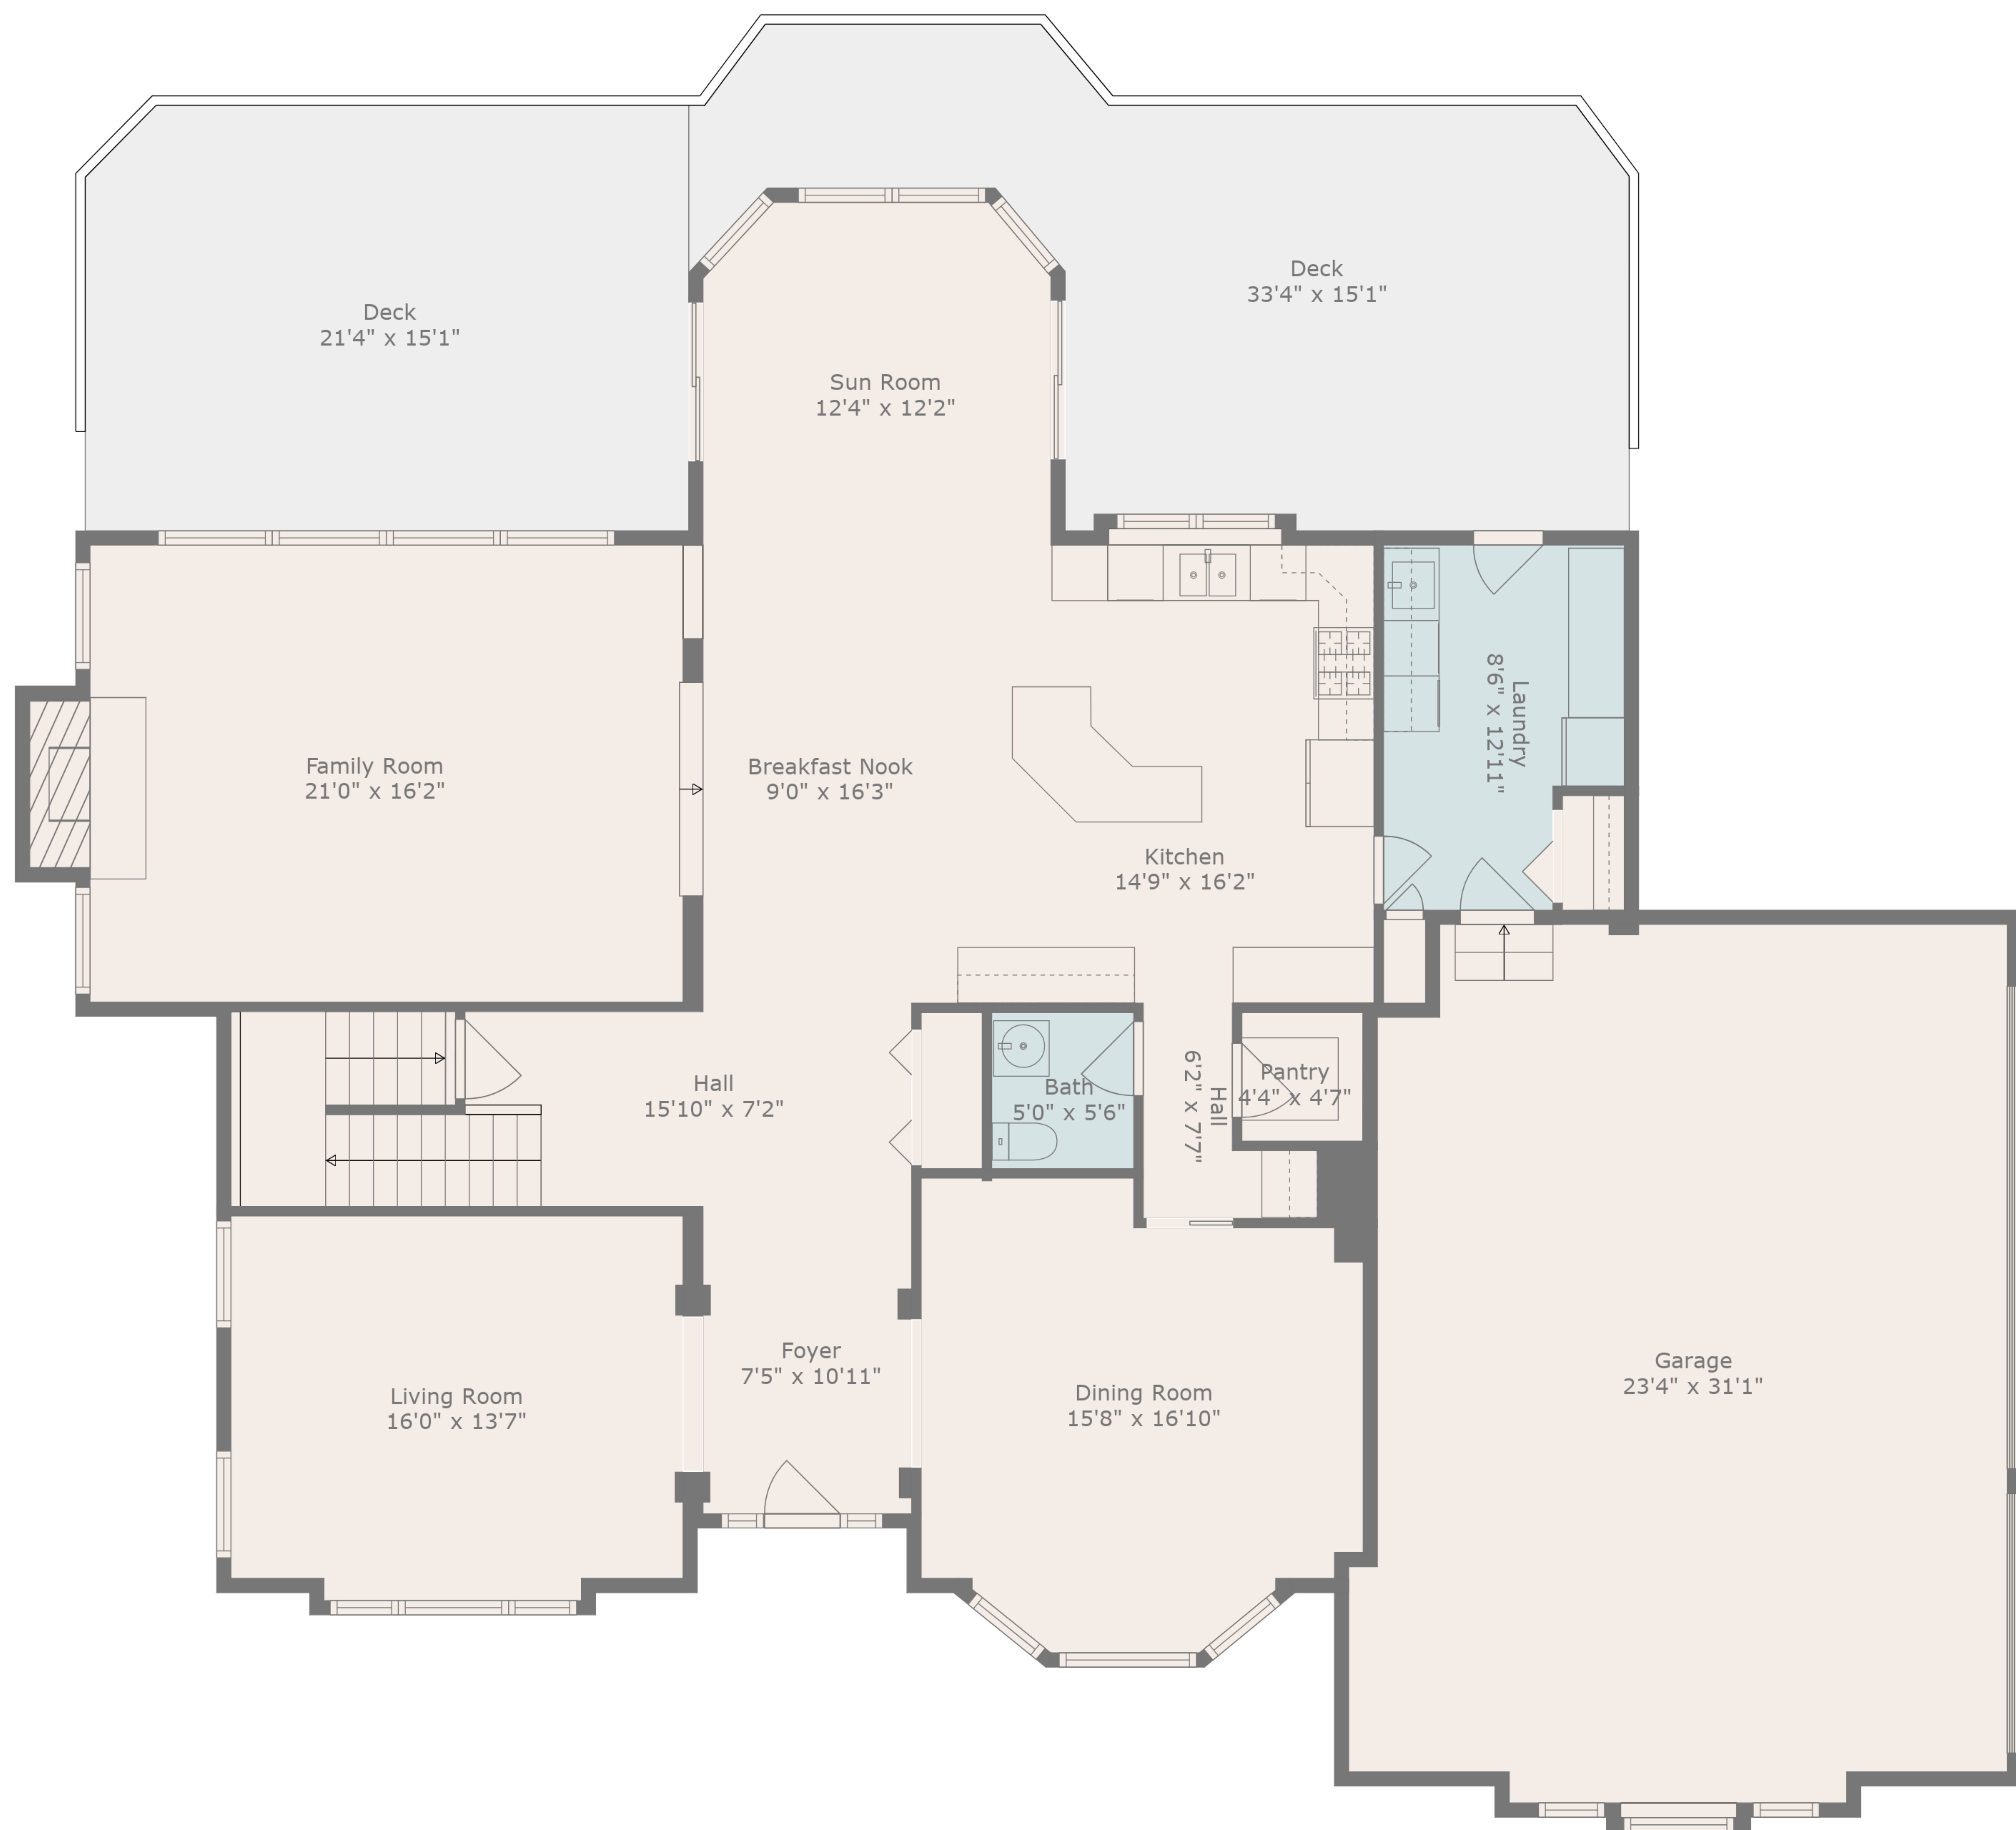 Deck
33'4" x 15'1"
Deck
21'4" x 15'1"
Sun Room
12'4" x 12'2"
Family Room
21'0" x 16'2"
Breakfast Nook
9'0" x 16'3"
Laundry
8'6" x 12'11"
Kitchen
14'9" x 16'2"
Hall
15'10" x 7'2"
Bath
5'0" x 5'6"
Hall
6'2" x 7'7"
Pantry
4'4" x 4'7"
Foyer
7'5" x 10'11"
Living Room
16'0" x 13'7"
Dining Room
15'8" x 16'10"
Garage
23'4" x 31'1"